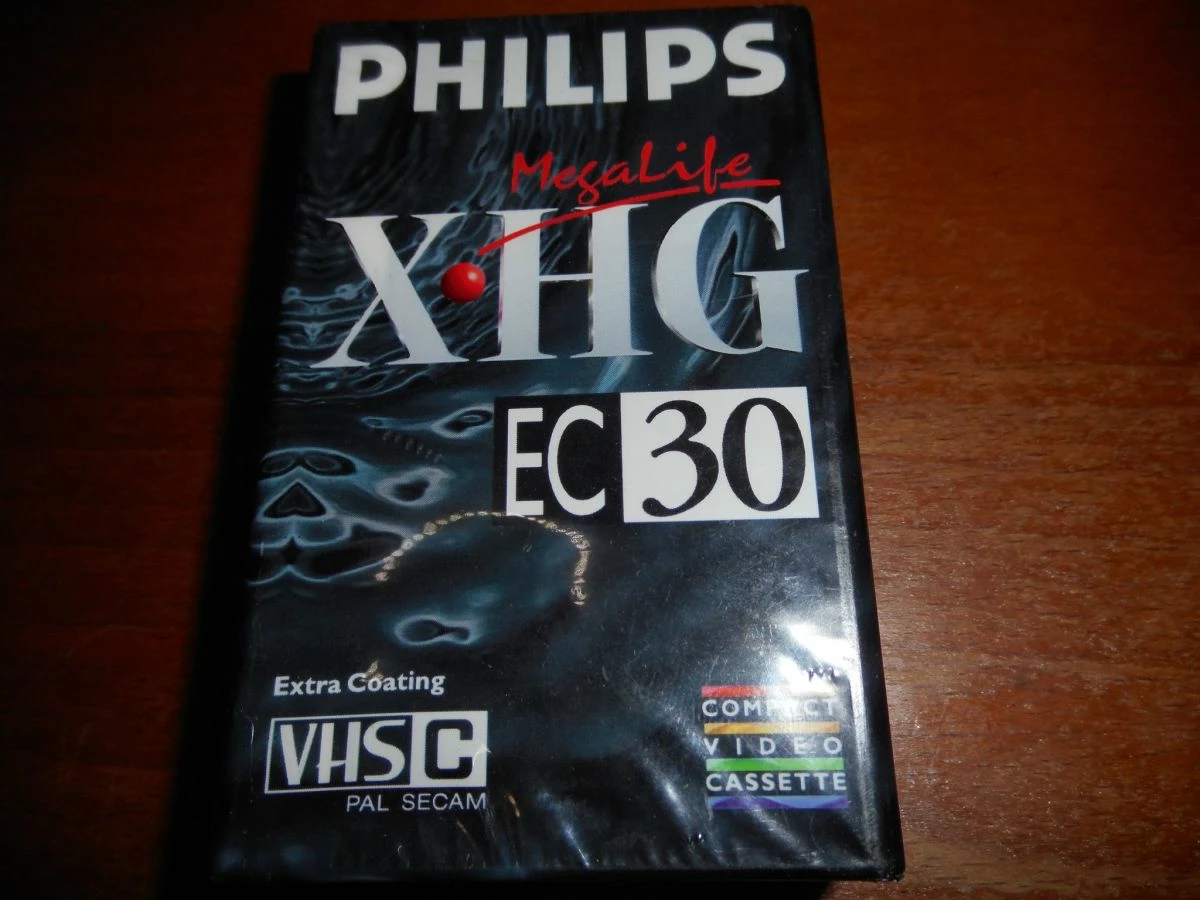 PHILIPS
MegaLife
X·HG
EC 30
Extra Coating
VHS C
PAL SECAM
COMPACT
VIDEO
CASSETTE